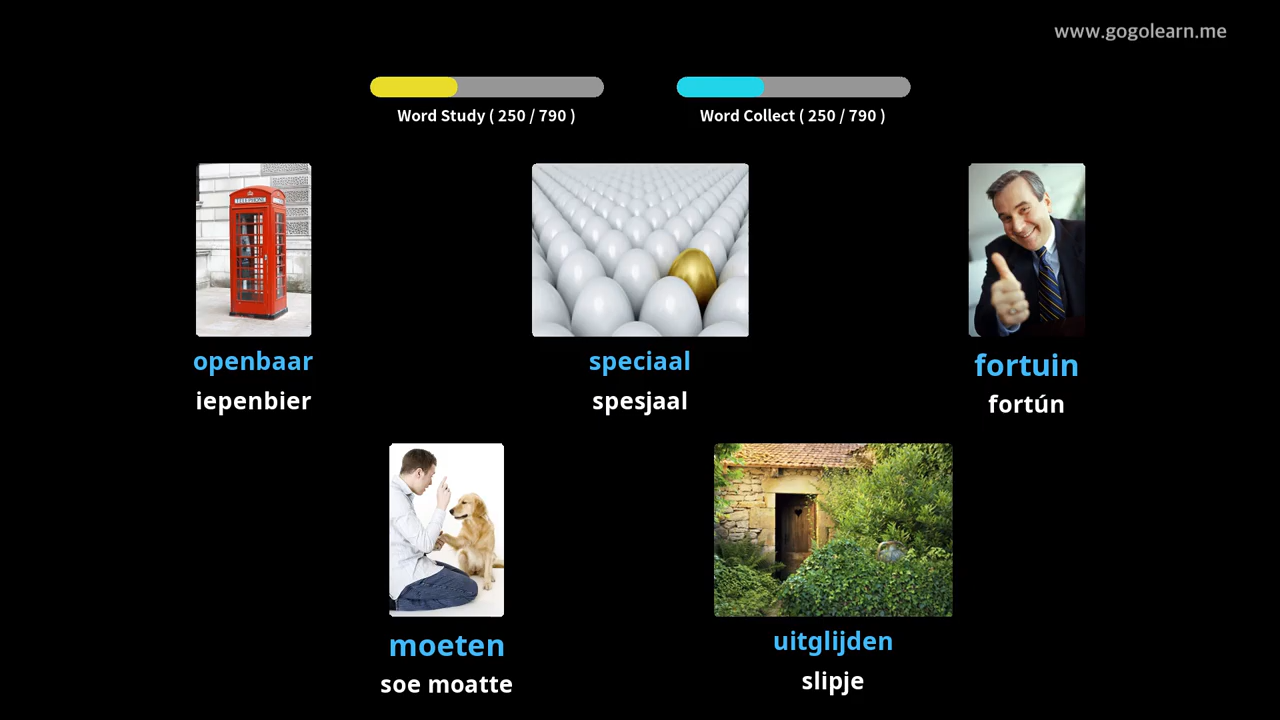 www.gogolearn.me
Word Study ( 250 / 790 )
Word Collect ( 250 / 790 )
TELEPHONE
openbaar
speciaal
fortuin
iepenbier
spesjaal
fortún
moeten
uitglijden
soe moatte
slipje